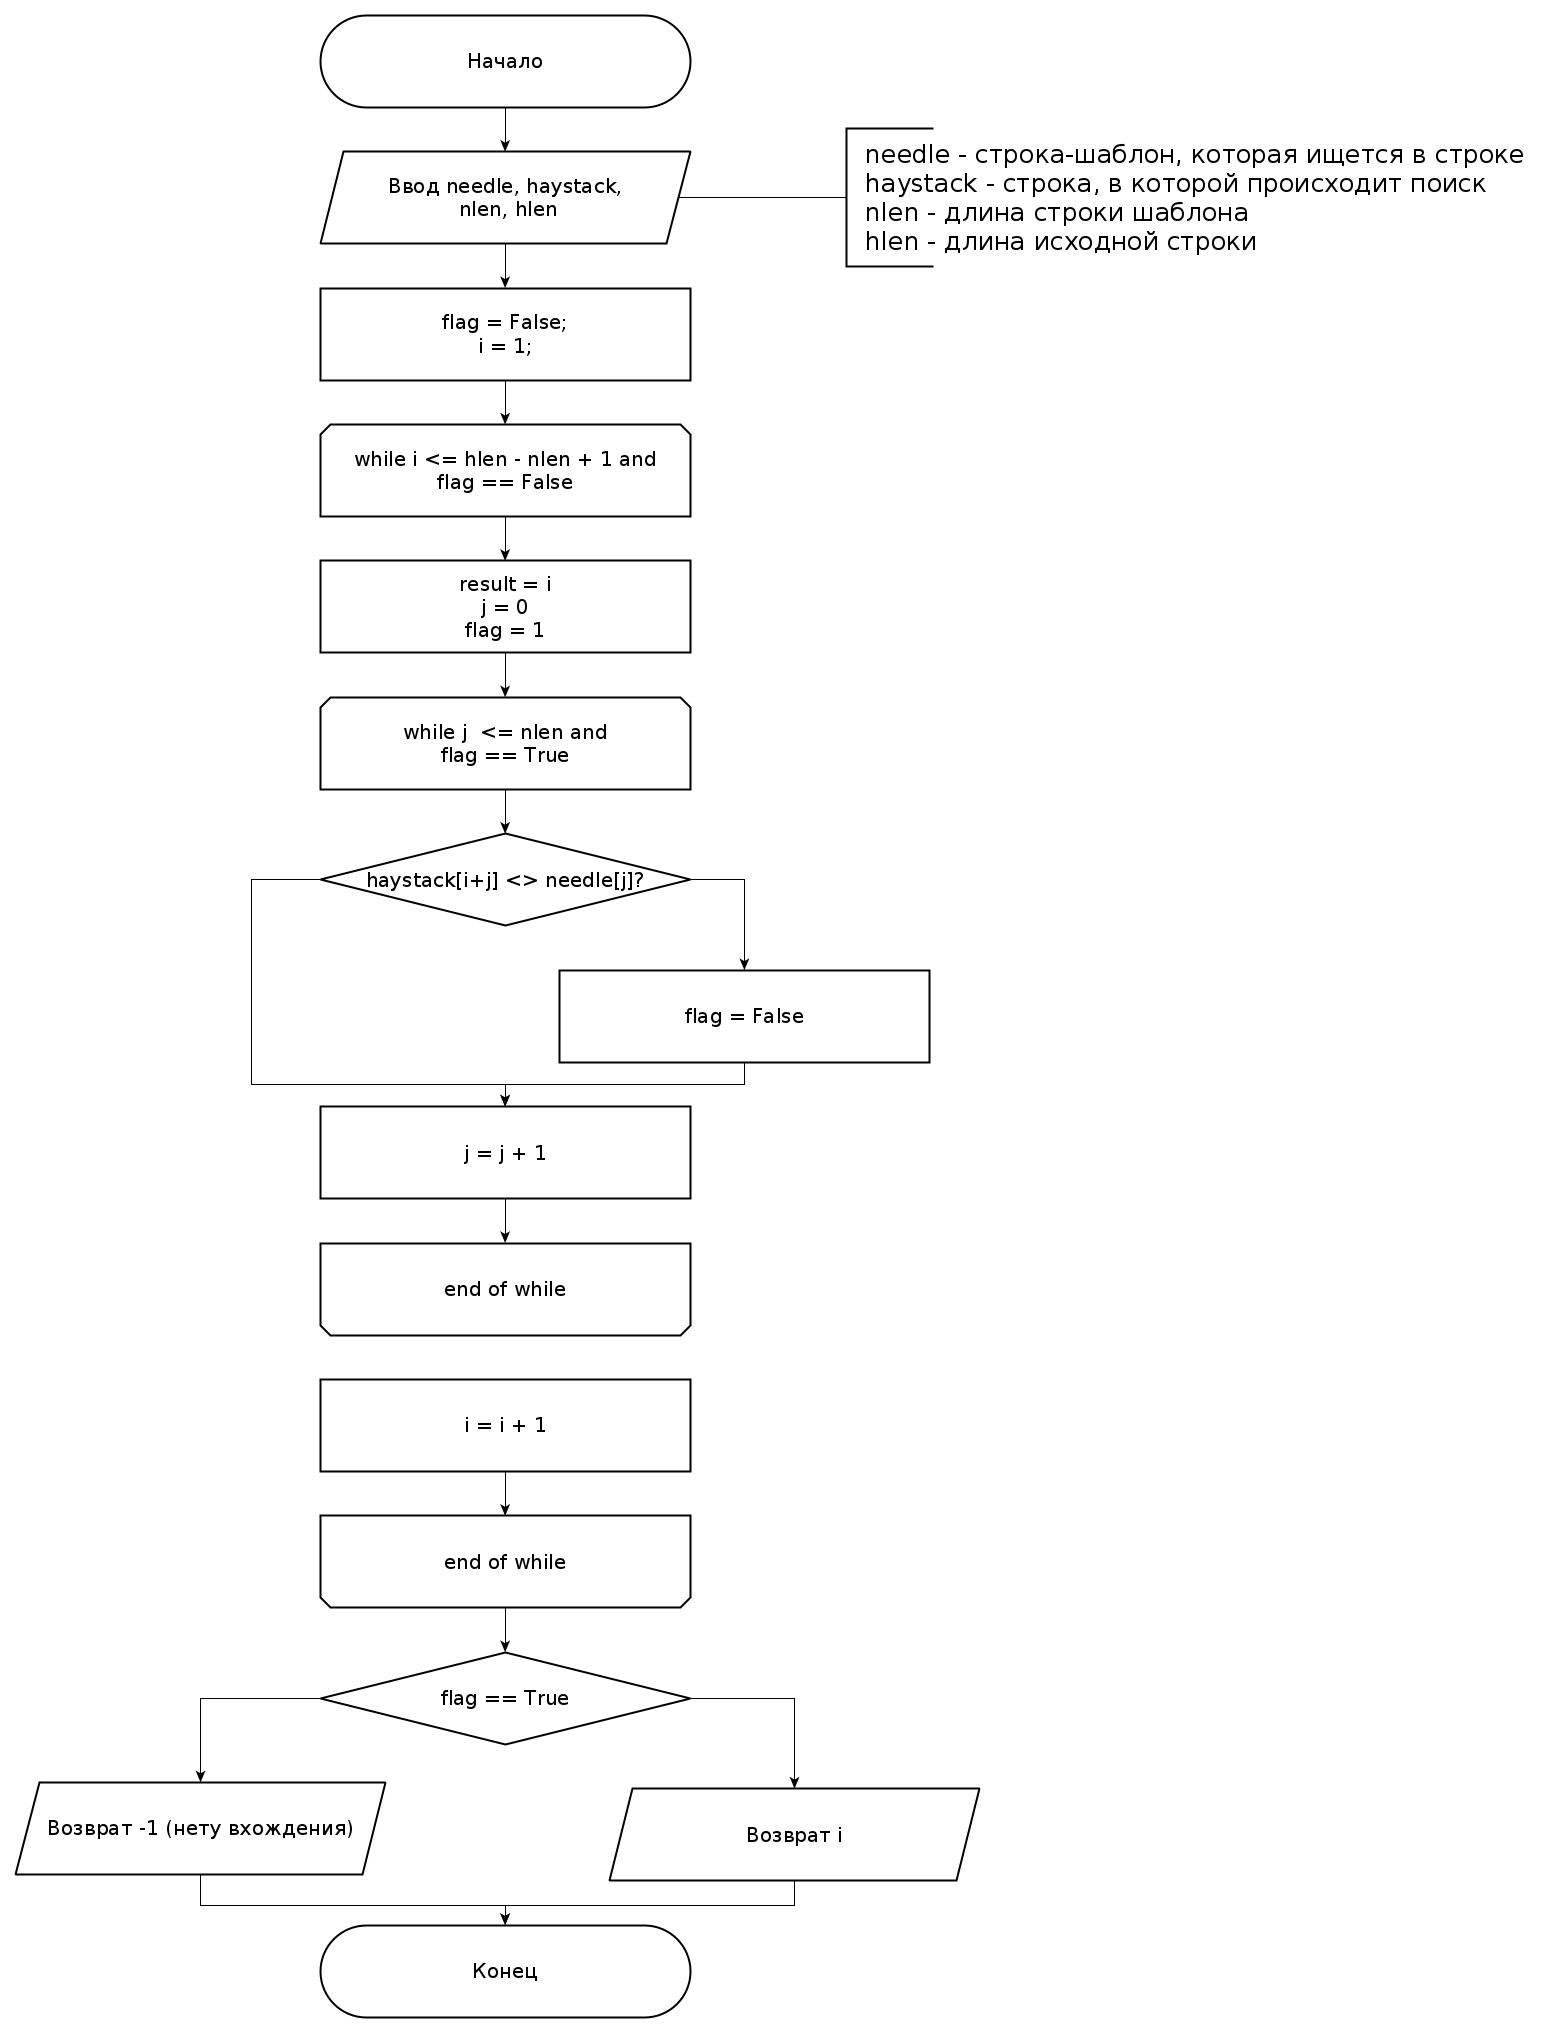 Начало
Ввод needle, haystack,
nlen, hlen
needle - строка-шаблон, которая ищется в строке
haystack - строка, в которой происходит поиск
nlen - длина строки шаблона
hlen - длина исходной строки
flag = False;
i = 1;
while i <= hlen - nlen + 1 and
flag == False
result = i
j = 0
flag = 1
while j  <= nlen and
flag == True
haystack[i+j] <> needle[j]?
flag = False
j = j + 1
end of while
i = i + 1
end of while
flag == True
Возврат -1 (нету вхождения)
Возврат i
Конец